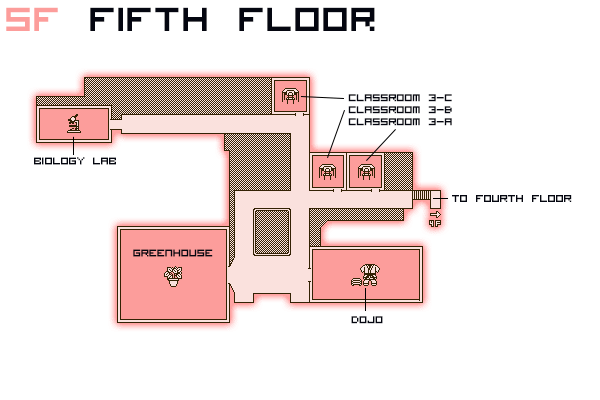 5F FIFTH FLOOR
CLASSROOM 3-C
CLASSROOM 3-B
CLASSROOM 3-A
BIOLOGY LAB
TO FOURTH FLOOR
4F
GREENHOUSE
DOJO